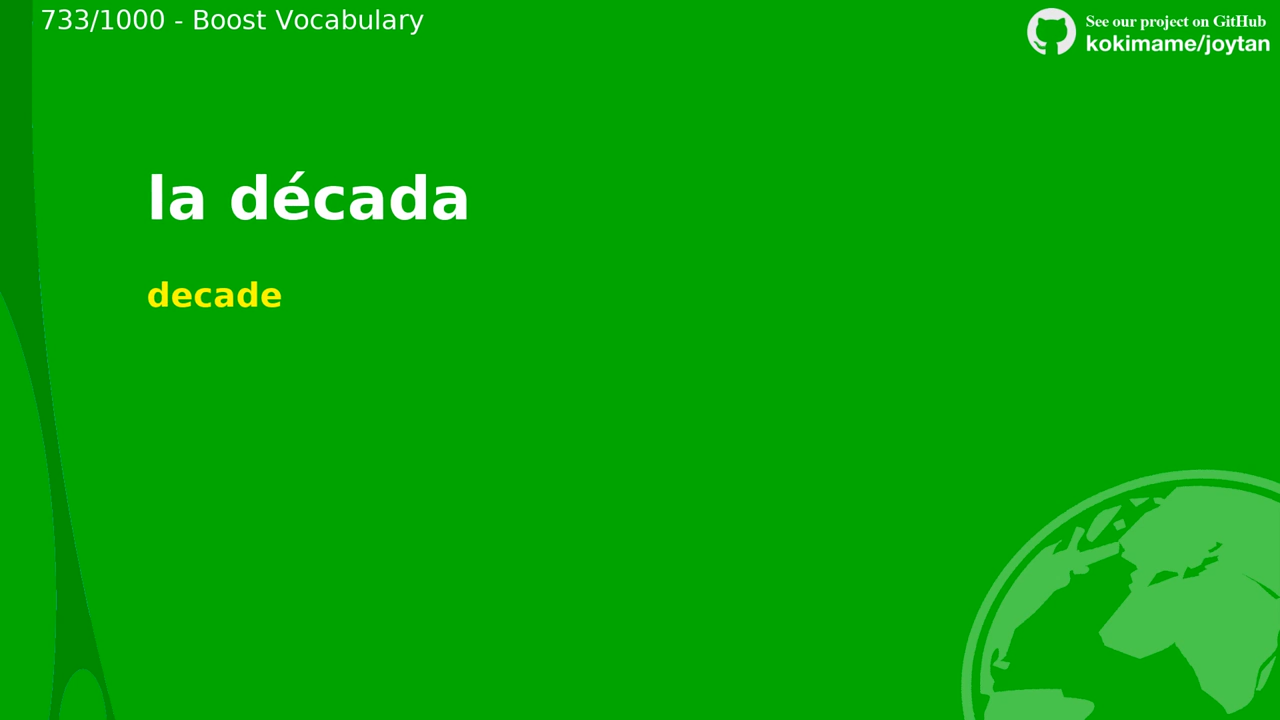 733/1000 - Boost Vocabulary
See our project on GitHub
kokimame/joytan
la década
decade